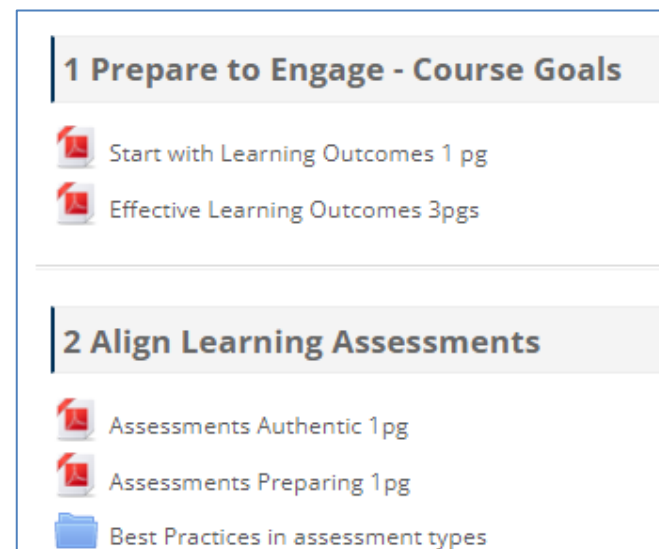 1 Prepare to Engage - Course Goals
Start with Learning Outcomes 1 pg
Effective Learning Outcomes 3pgs
2 Align Learning Assessments
Assessments Authentic 1pg
Assessments Preparing 1pg
Best Practices in assessment types